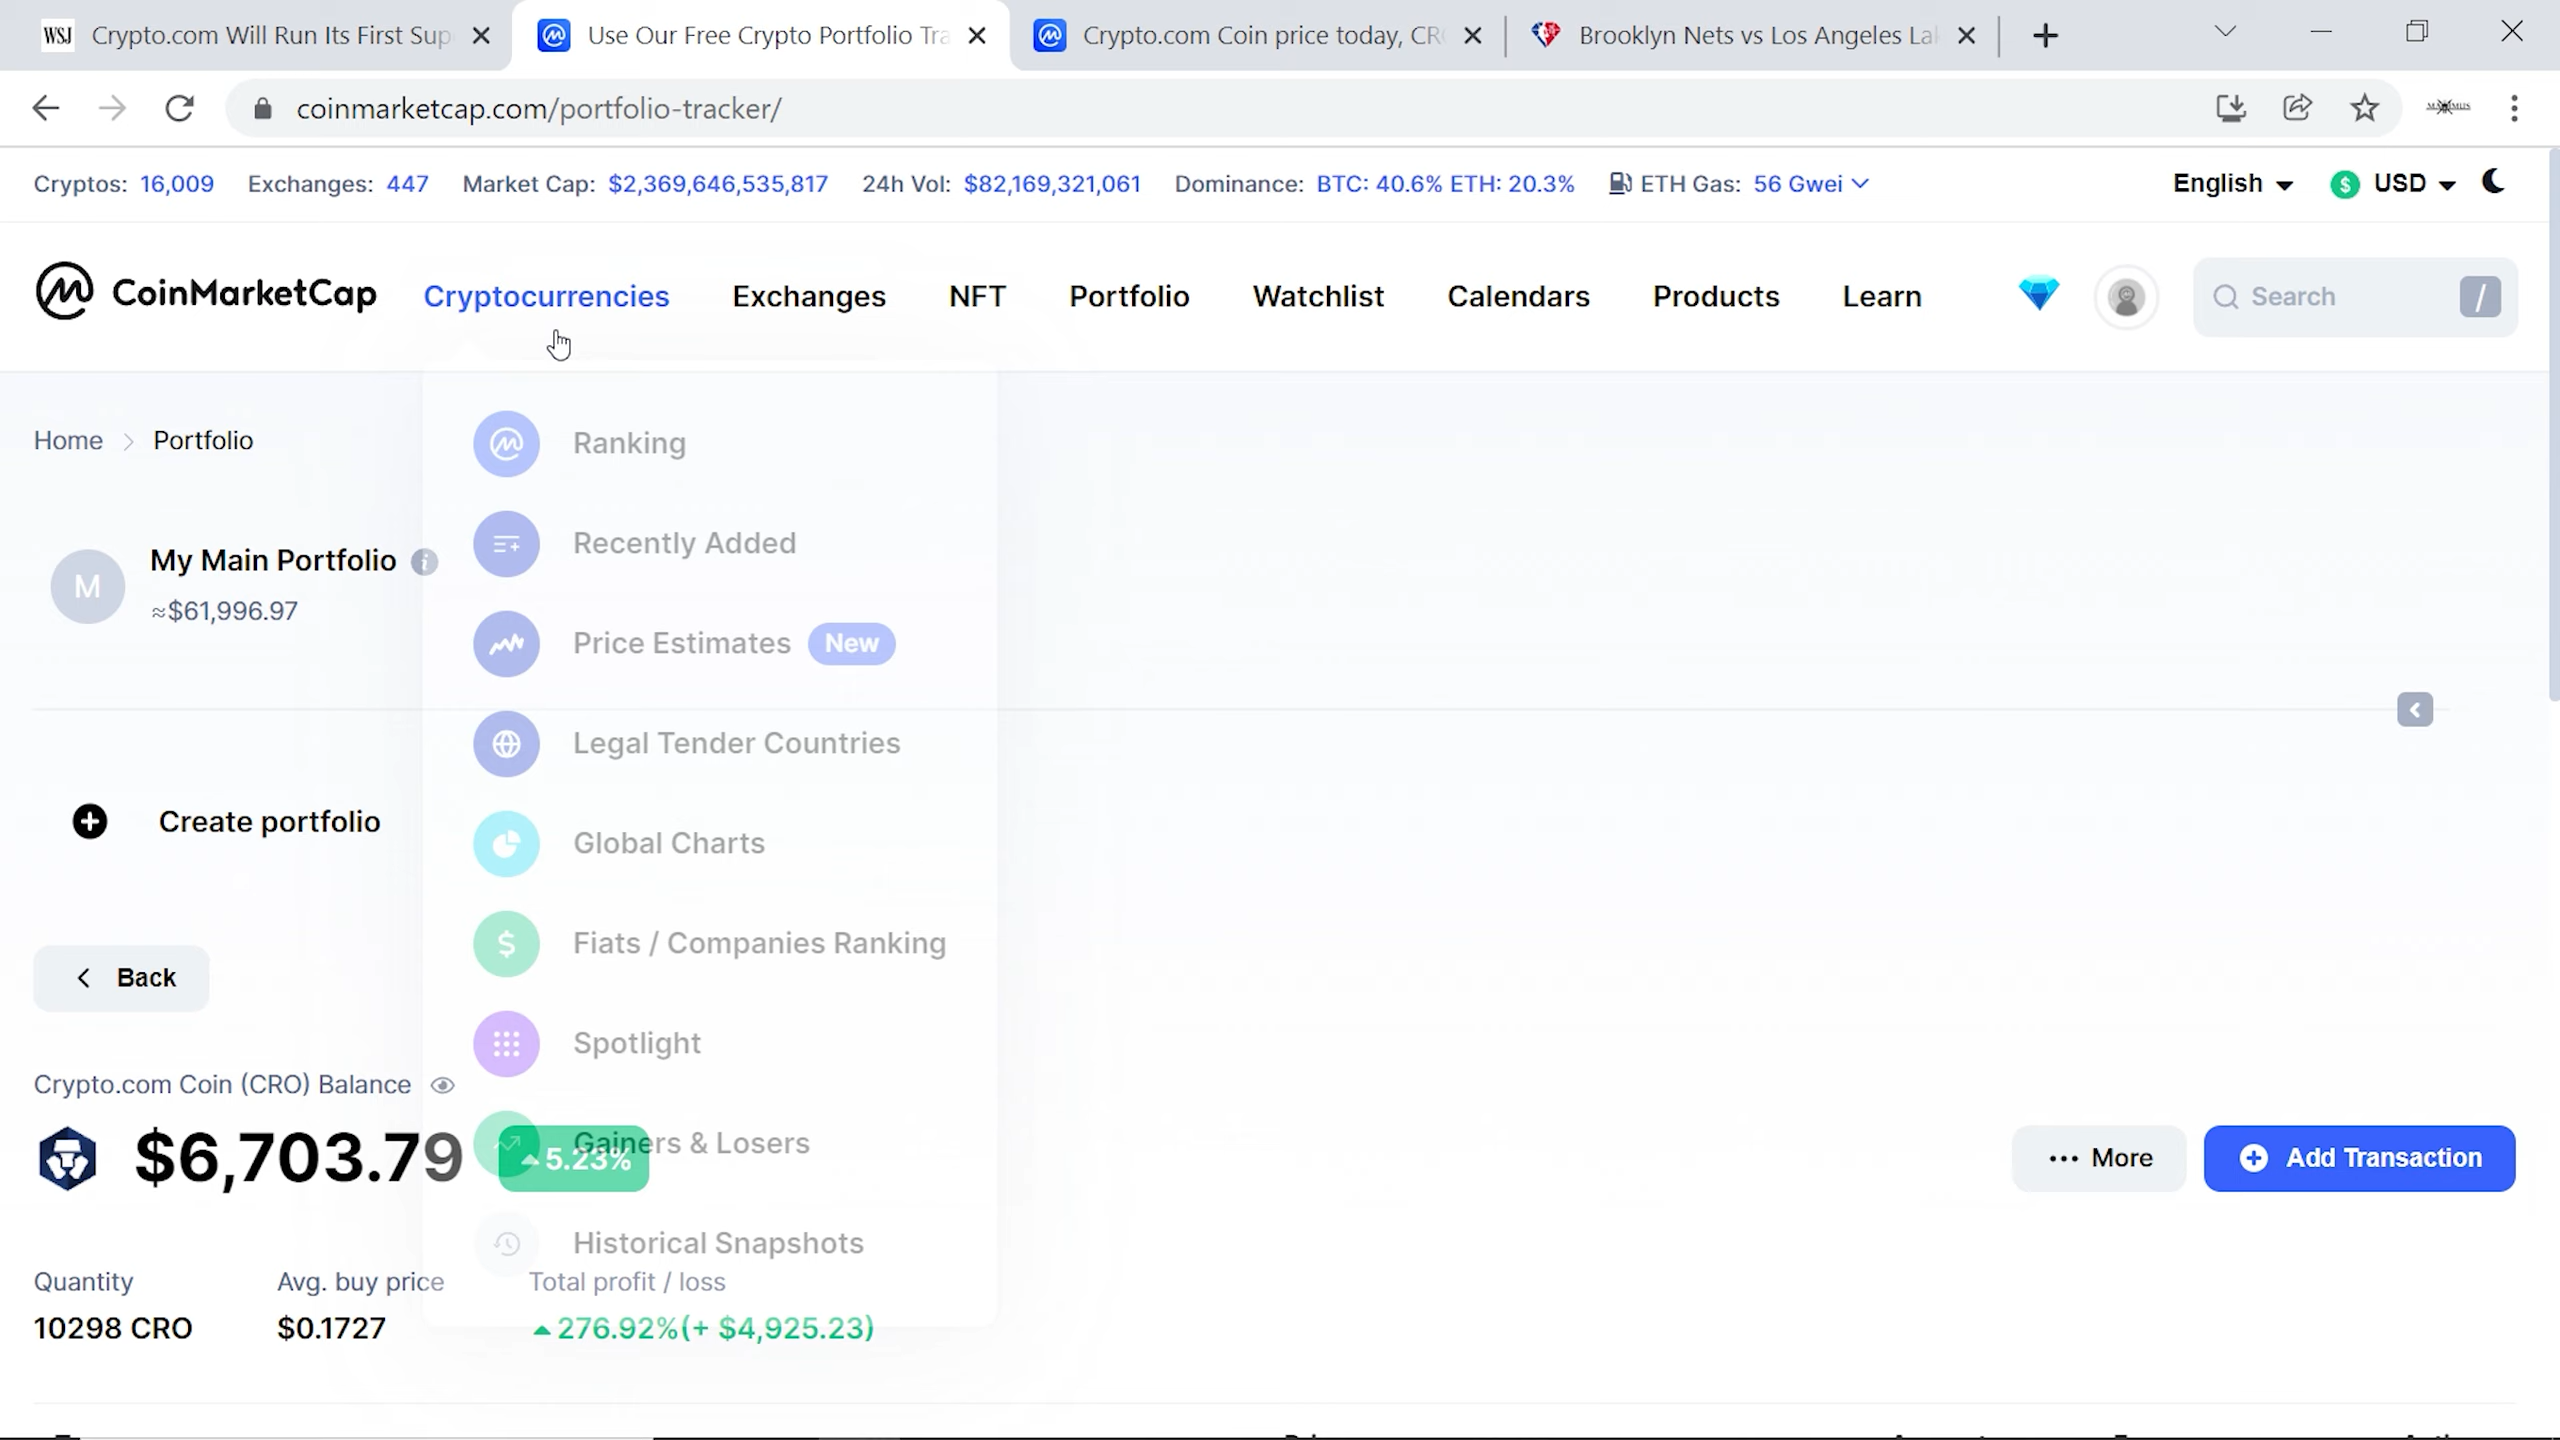 WSJ Crypto.com Will Run Its First Sup
Use Our Free Crypto Portfolio Tra
Crypto.com Coin price today, CR
Brooklyn Nets vs Los Angeles La
coinmarketcap.com/portfolio-tracker/
Cryptos: 16,009 Exchanges: 447 Market Cap: $2,369,646,535,817 24h Vol: $82,169,321,061 Dominance: BTC: 40.6% ETH: 20.3% ETH Gas: 56 Gwei
English $ USD
CoinMarketCap Cryptocurrencies Exchanges NFT Portfolio Watchlist Calendars Products Learn Search /
Home > Portfolio
M My Main Portfolio i
≈$61,996.97
Create portfolio
Ranking
Recently Added
Price Estimates New
Legal Tender Countries
Global Charts
$ Fiats / Companies Ranking
Spotlight
Gainers & Losers
Historical Snapshots
Back
Crypto.com Coin (CRO) Balance
$6,703.79 5.23%
More Add Transaction
Quantity Avg. buy price Total profit / loss
10298 CRO $0.1727 276.92%(+ $4,925.23)